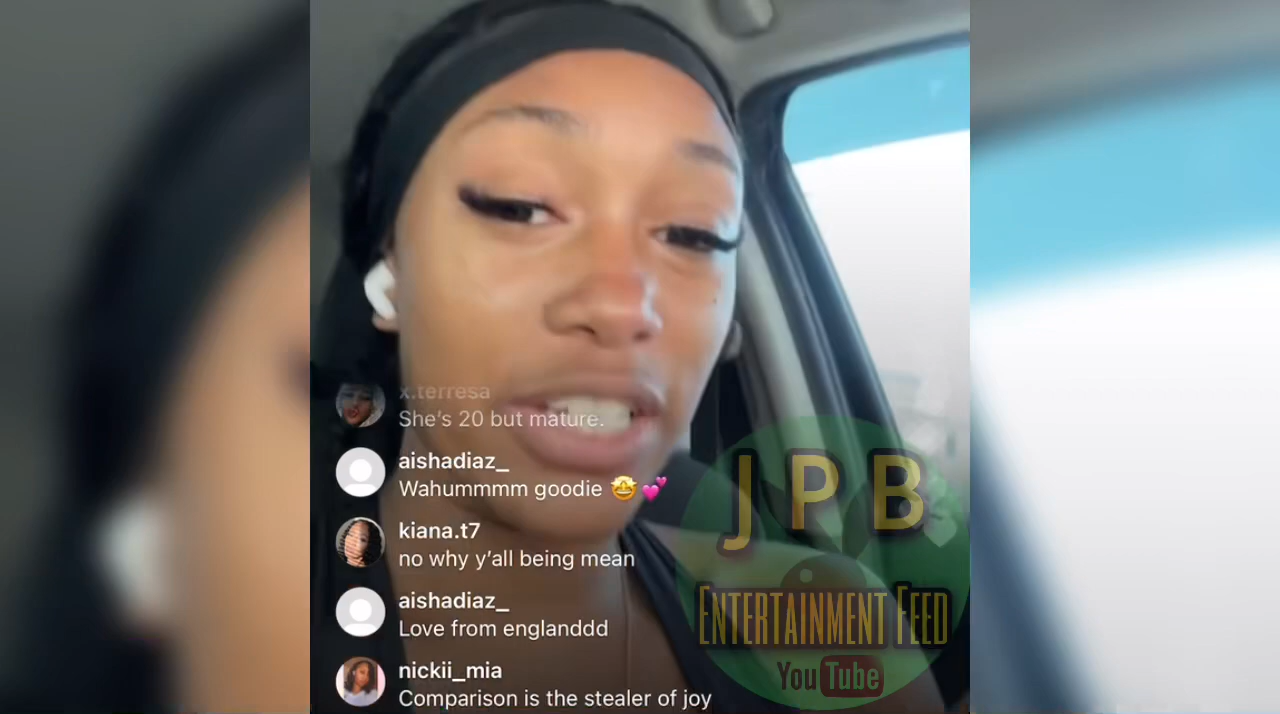 x.terresa
She's 20 but mature.
aishadiaz_
Wahummmm goodie 🤩 💕
kiana.t7
no why y'all being mean
aishadiaz_
Love from englanddd
nickii_mia
Comparison is the stealer of joy
JPB
ENTERTAINMENT FEED
YouTube